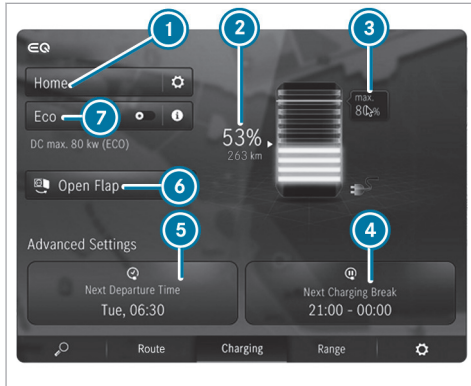 1
2
3
EQ
Home
max.
80%
Eco
7
i
53%
263 km
DC max. 80 kw (ECO)
Open Flap
6
Advanced Settings
5
4
Next Departure Time
Tue, 06:30
Next Charging Break
21:00 - 00:00
Route
Charging
Range